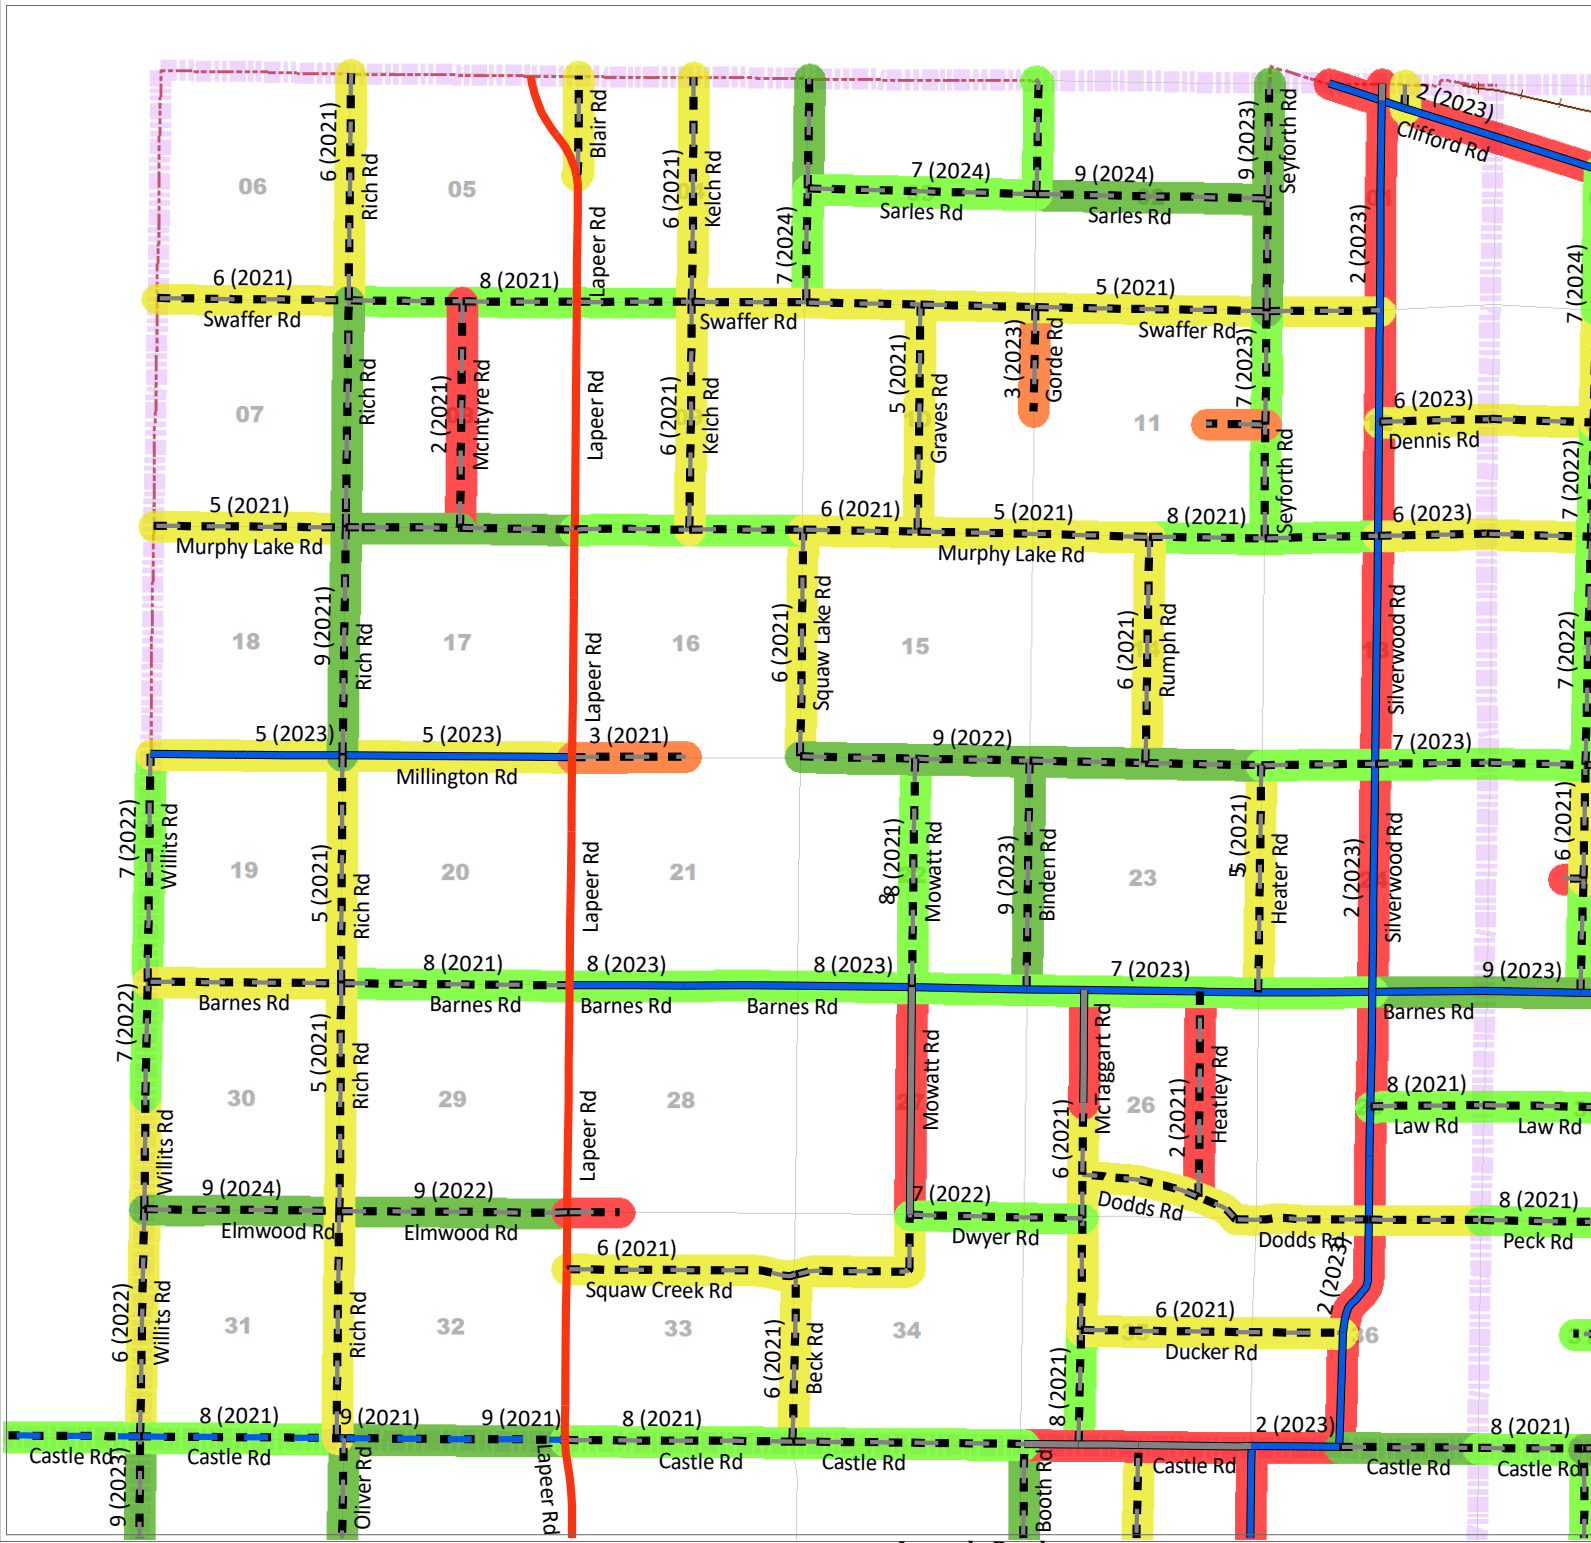 2 (2023)
Clifford Rd
6 (2021)
Rich Rd
Blair Rd
6 (2021)
Kelch Rd
9 (2023)
Seyforth Rd
06
05
7 (2024)
Sarles Rd
9 (2024)
Sarles Rd
02
01
Lapeer Rd
7 (2024)
2 (2023)
7 (2024)
6 (2021)
Swaffer Rd
8 (2021)
Swaffer Rd
5 (2021)
Swaffer Rd
07
Rich Rd
2 (2021)
McIntyre Rd
08
Lapeer Rd
6 (2021)
Kelch Rd
5 (2021)
Graves Rd
10
3 (2023)
Gorde Rd
11
7 (2023)
Seyforth Rd
6 (2023)
Dennis Rd
7 (2022)
5 (2021)
Murphy Lake Rd
6 (2021)
5 (2021)
Murphy Lake Rd
8 (2021)
6 (2023)
18
9 (2021)
Rich Rd
17
Lapeer Rd
16
6 (2021)
Squaw Lake Rd
15
6 (2021)
Rumph Rd
14
13
Silverwood Rd
7 (2022)
5 (2023)
5 (2023)
Millington Rd
3 (2021)
9 (2022)
7 (2023)
7 (2022)
Willits Rd
19
5 (2021)
Rich Rd
20
Lapeer Rd
21
8 (2021)
8
Mowatt Rd
9 (2023)
Binden Rd
23
5 (2021)
5
Heater Rd
2 (2023)
24
Silverwood Rd
6 (2021)
Barnes Rd
8 (2021)
Barnes Rd
8 (2023)
Barnes Rd
8 (2023)
Barnes Rd
7 (2023)
9 (2023)
Barnes Rd
7 (2022)
Willits Rd
30
5 (2021)
Rich Rd
29
Lapeer Rd
28
27
Mowatt Rd
6 (2021)
McTaggart Rd
26
2 (2021)
Heatley Rd
8 (2021)
Law Rd
Law Rd
9 (2024)
Elmwood Rd
9 (2022)
Elmwood Rd
7 (2022)
Dwyer Rd
Dodds Rd
Dodds Rd
8 (2021)
Peck Rd
6 (2021)
Squaw Creek Rd
6 (2022)
Willits Rd
31
Rich Rd
32
33
6 (2021)
Beck Rd
34
35
6 (2021)
Ducker Rd
2 (2023)
36
8 (2021)
Castle Rd
8 (2021)
Castle Rd
9 (2021)
9 (2021)
8 (2021)
Castle Rd
Castle Rd
2 (2023)
Castle Rd
Castle Rd
8 (2021)
Castle Rd
9 (2023)
Oliver Rd
Lapeer Rd
Booth Rd